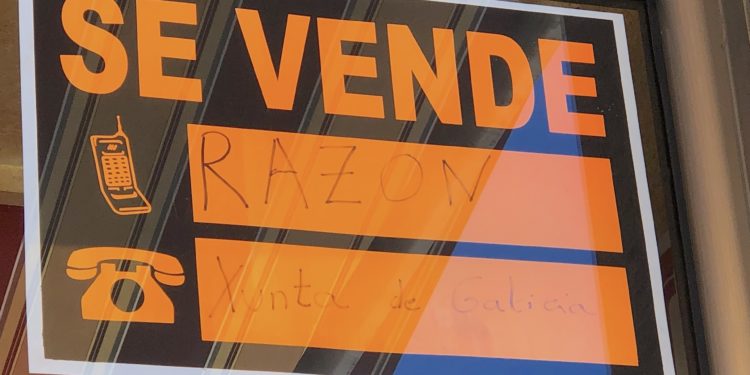 SE VENDE
RAZON
Xunta de Galicia